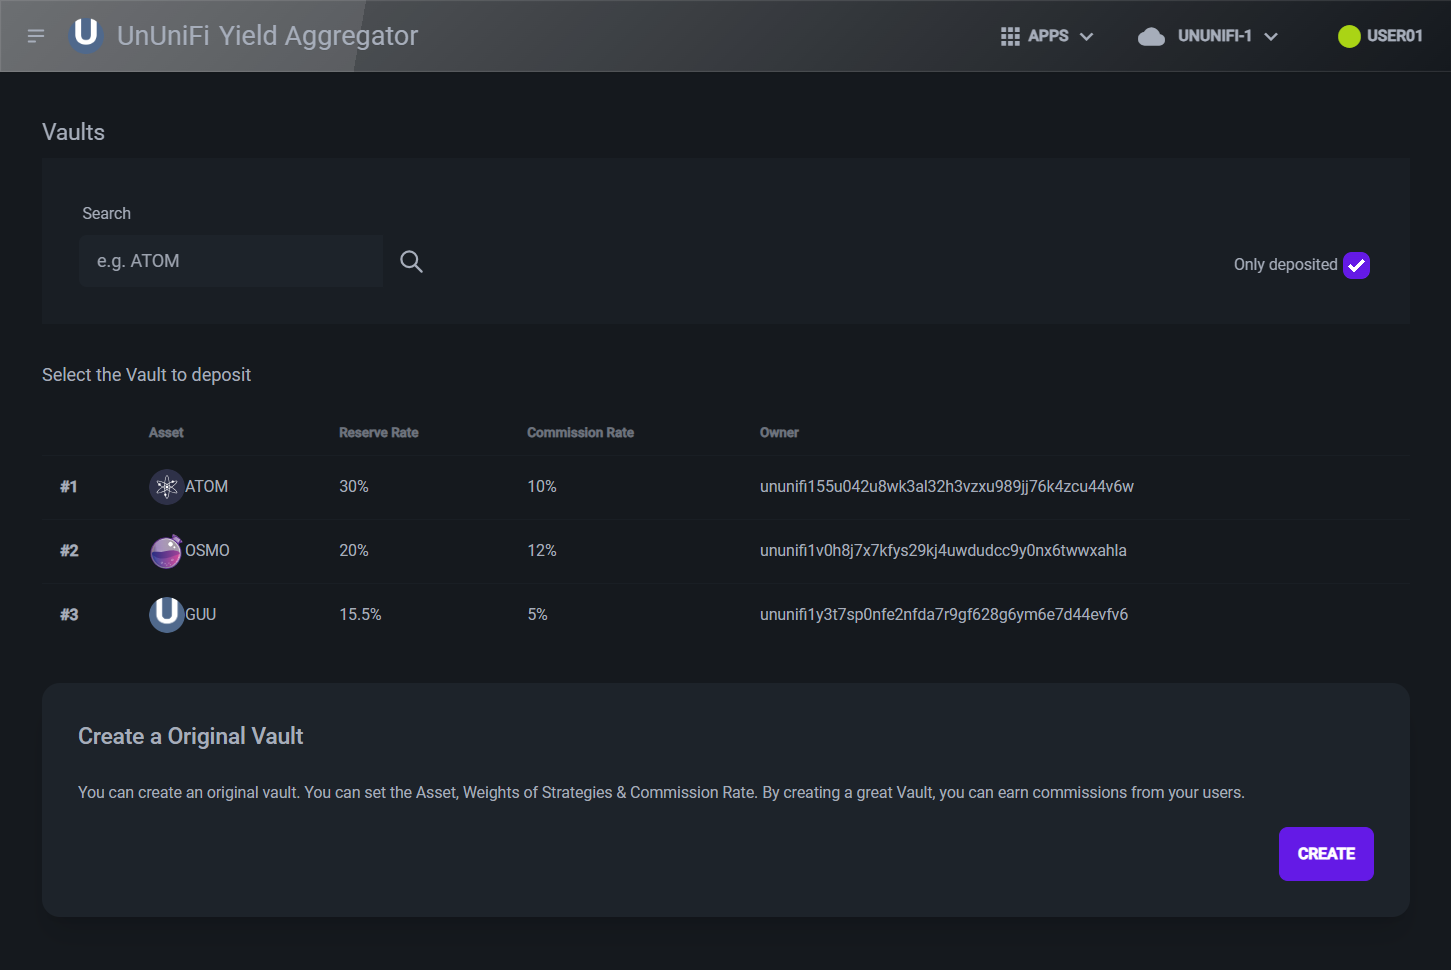 UnUniFi Yield Aggregator
APPS
UNUNIFI-1
USER01
Vaults
Search
e.g. ATOM
Only deposited
Select the Vault to deposit
Asset Reserve Rate Commission Rate Owner
#1 ATOM 30% 10% ununifi155u042u8wk3al32h3vzxu989jj76k4zcu44v6w
#2 OSMO 20% 12% ununifi1v0h8j7x7kfys29kj4uwdudcc9y0nx6twwxahla
#3 GUU 15.5% 5% ununifi1y3t7sp0nfe2nfda7r9gf628g6ym6e7d44evfv6
Create a Original Vault
You can create an original vault. You can set the Asset, Weights of Strategies & Commission Rate. By creating a great Vault, you can earn commissions from your users.
CREATE